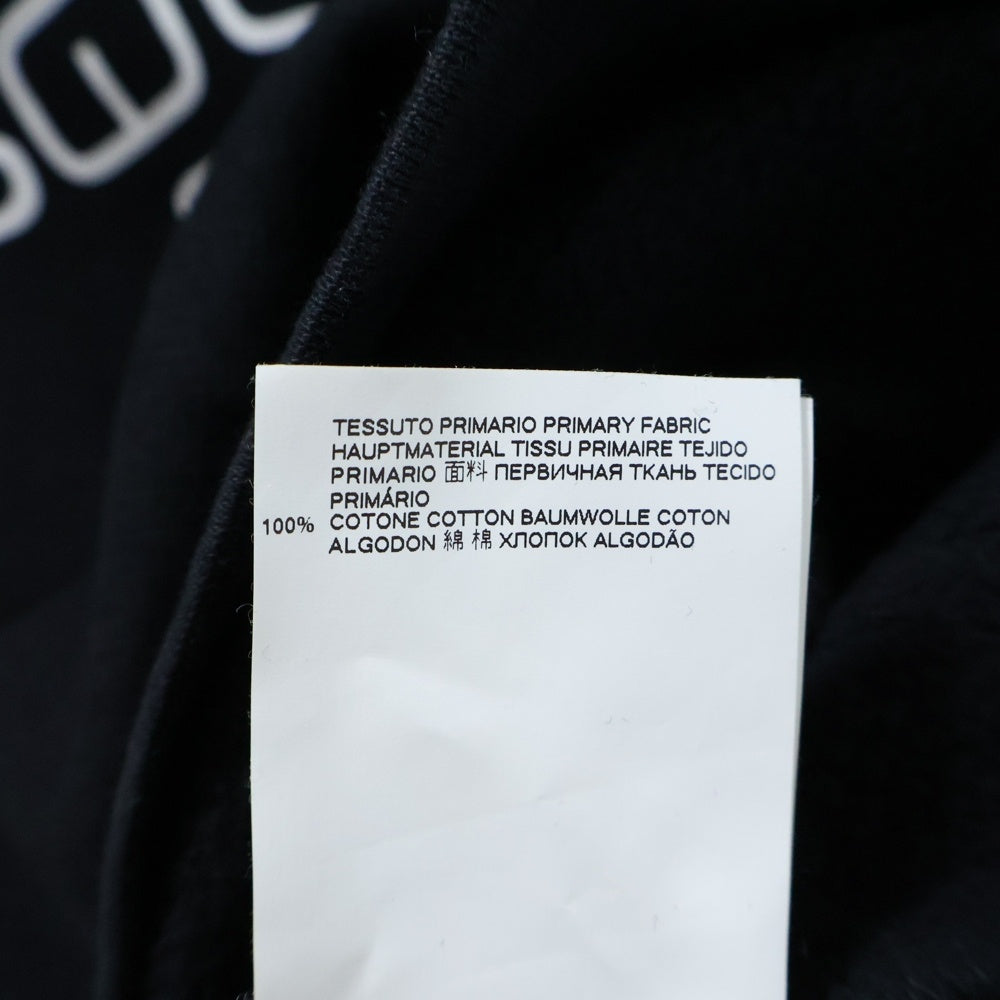 TESSUTO PRIMARIO PRIMARY FABRIC
HAUPTMATERIAL TISSU PRIMAIRE TEJIDO
PRIMARIO 面料 ПЕРВИЧНАЯ ТКАНЬ TECIDO
PRIMÁRIO
100% COTONE COTTON BAUMWOLLE COTON
ALGODON 綿 棉 ХЛОПОК ALGODÃO